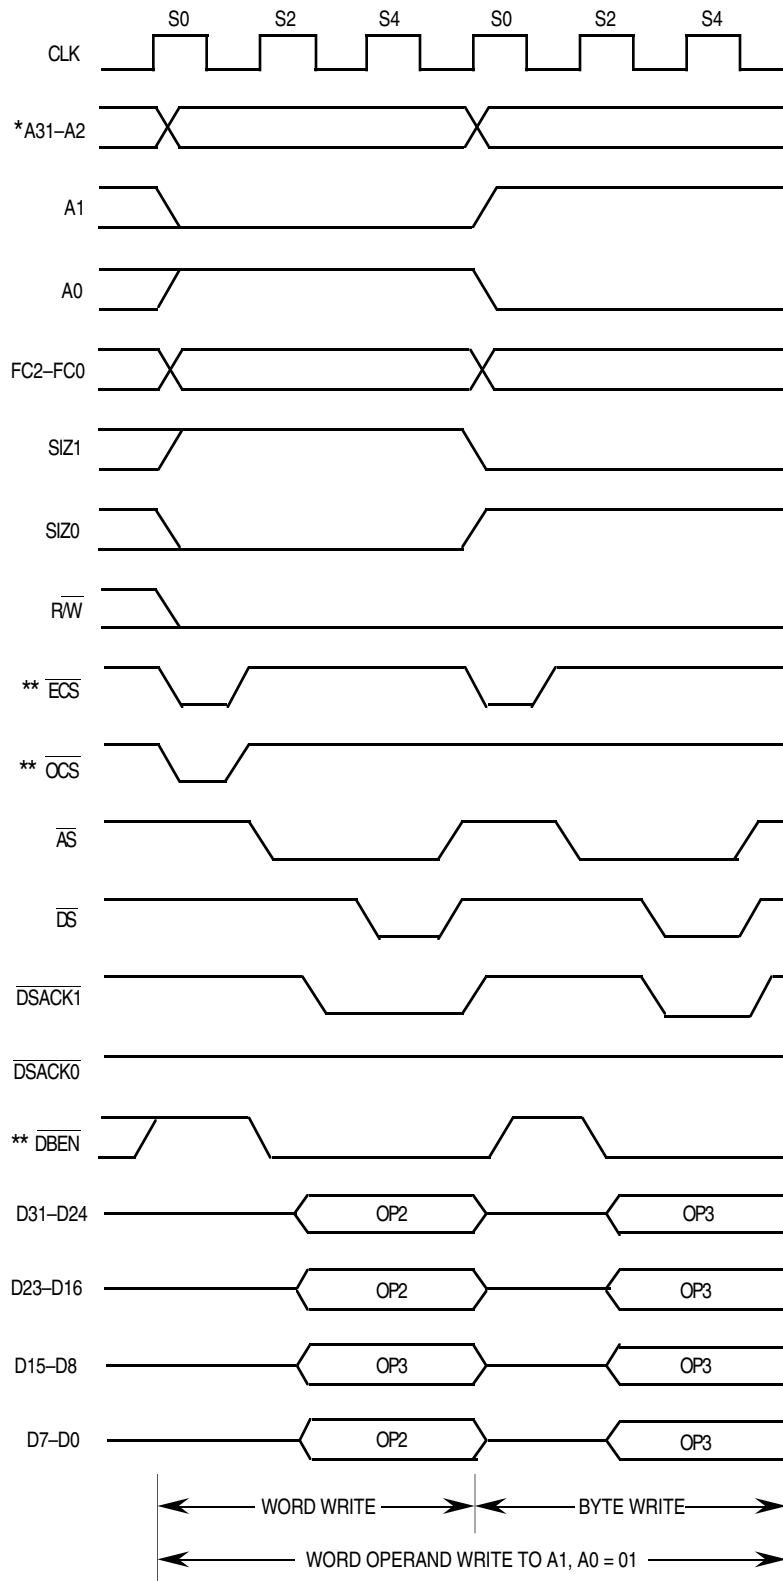 S0 S2 S4 S0 S2 S4
CLK
*A31–A2
A1
A0
FC2–FC0
SIZ1
SIZ0
R/W
** ECS
** OCS
AS
DS
DSACK1
DSACK0
** DBEN
D31–D24 OP2 OP3
D23–D16 OP2 OP3
D15–D8 OP3 OP3
D7–D0 OP2 OP3
WORD WRITE BYTE WRITE
WORD OPERAND WRITE TO A1, A0 = 01